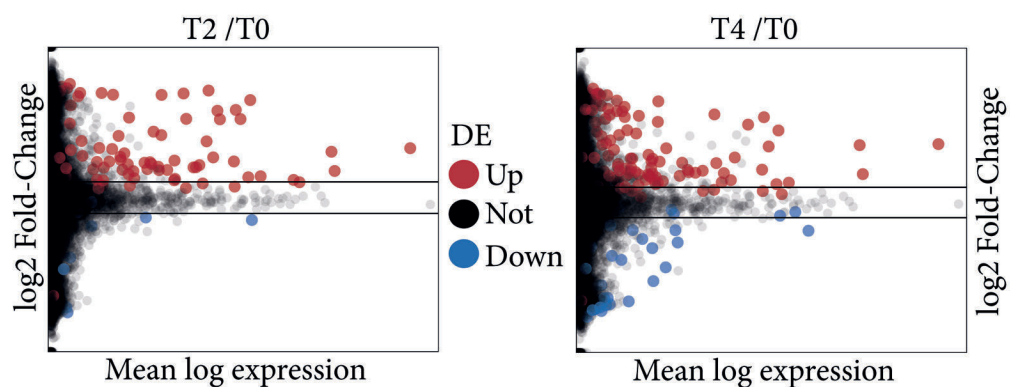 T2 /T0
T4 /T0
log2 Fold-Change
DE
Up
Not
Down
log2 Fold-Change
Mean log expression
Mean log expression